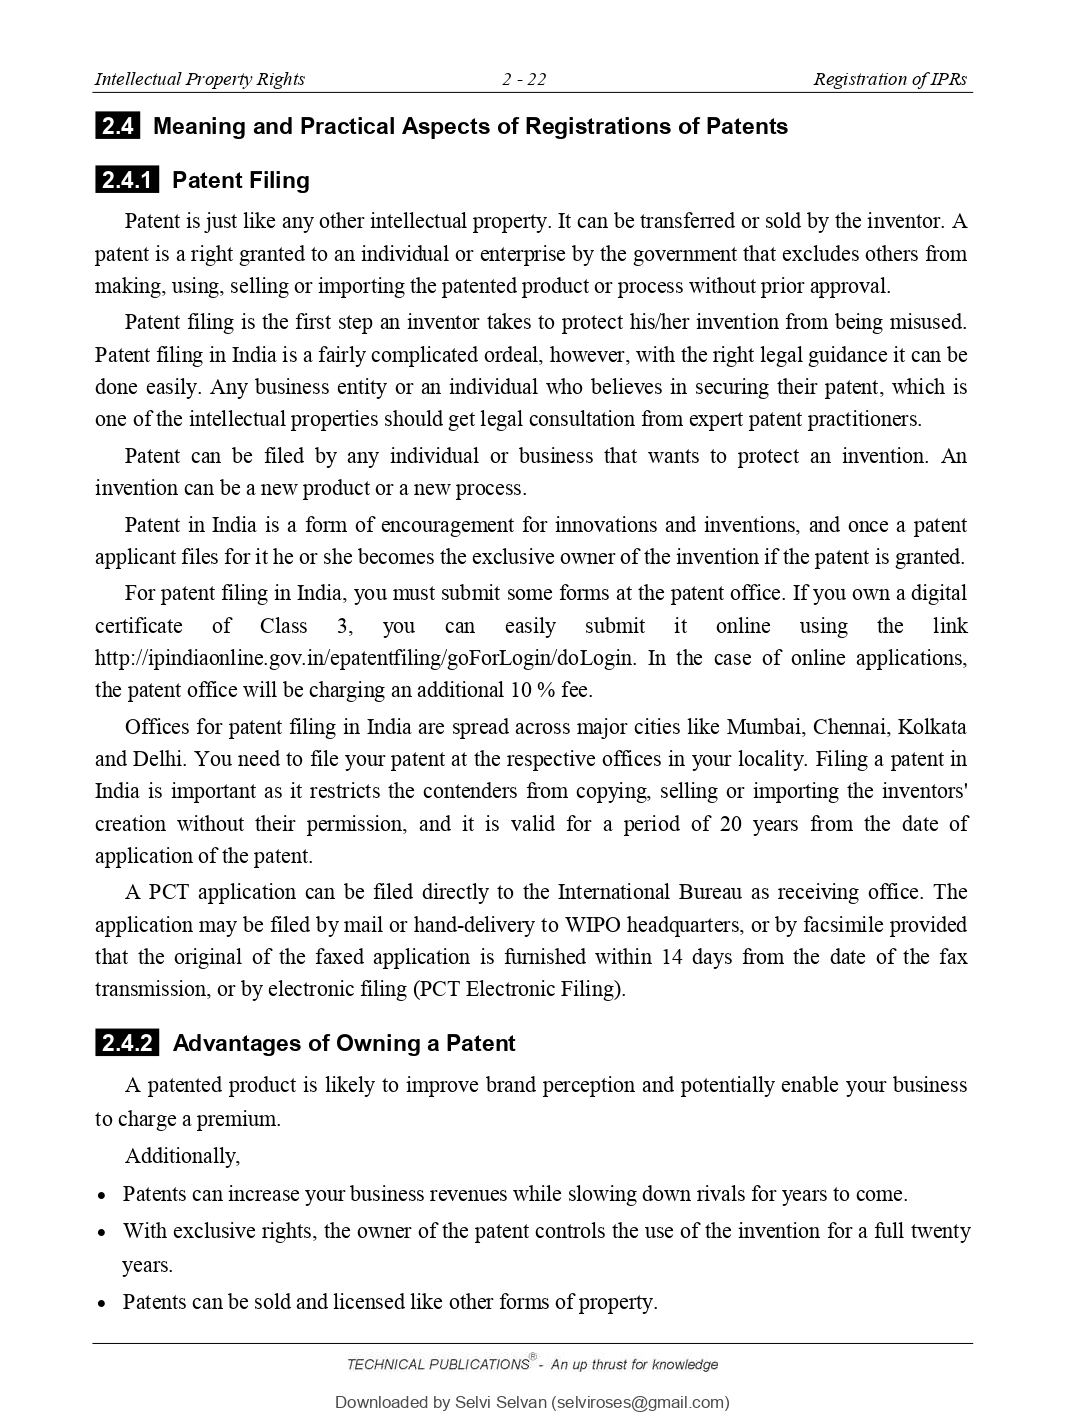 Intellectual Property Rights 2 - 22 Registration of IPRs
2.4 Meaning and Practical Aspects of Registrations of Patents
2.4.1 Patent Filing
Patent is just like any other intellectual property. It can be transferred or sold by the inventor. A
patent is a right granted to an individual or enterprise by the government that excludes others from
making, using, selling or importing the patented product or process without prior approval.
Patent filing is the first step an inventor takes to protect his/her invention from being misused.
Patent filing in India is a fairly complicated ordeal, however, with the right legal guidance it can be
done easily. Any business entity or an individual who believes in securing their patent, which is
one of the intellectual properties should get legal consultation from expert patent practitioners.
Patent can be filed by any individual or business that wants to protect an invention. An
invention can be a new product or a new process.
Patent in India is a form of encouragement for innovations and inventions, and once a patent
applicant files for it he or she becomes the exclusive owner of the invention if the patent is granted.
For patent filing in India, you must submit some forms at the patent office. If you own a digital
certificate of Class 3, you can easily submit it online using the link
http://ipindiaonline.gov.in/epatentfiling/goForLogin/doLogin. In the case of online applications,
the patent office will be charging an additional 10 % fee.
Offices for patent filing in India are spread across major cities like Mumbai, Chennai, Kolkata
and Delhi. You need to file your patent at the respective offices in your locality. Filing a patent in
India is important as it restricts the contenders from copying, selling or importing the inventors'
creation without their permission, and it is valid for a period of 20 years from the date of
application of the patent.
A PCT application can be filed directly to the International Bureau as receiving office. The
application may be filed by mail or hand-delivery to WIPO headquarters, or by facsimile provided
that the original of the faxed application is furnished within 14 days from the date of the fax
transmission, or by electronic filing (PCT Electronic Filing).
2.4.2 Advantages of Owning a Patent
A patented product is likely to improve brand perception and potentially enable your business
to charge a premium.
Additionally,
• Patents can increase your business revenues while slowing down rivals for years to come.
• With exclusive rights, the owner of the patent controls the use of the invention for a full twenty
years.
• Patents can be sold and licensed like other forms of property.
TECHNICAL PUBLICATIONS® - An up thrust for knowledge
Downloaded by Selvi Selvan (selviroses@gmail.com)